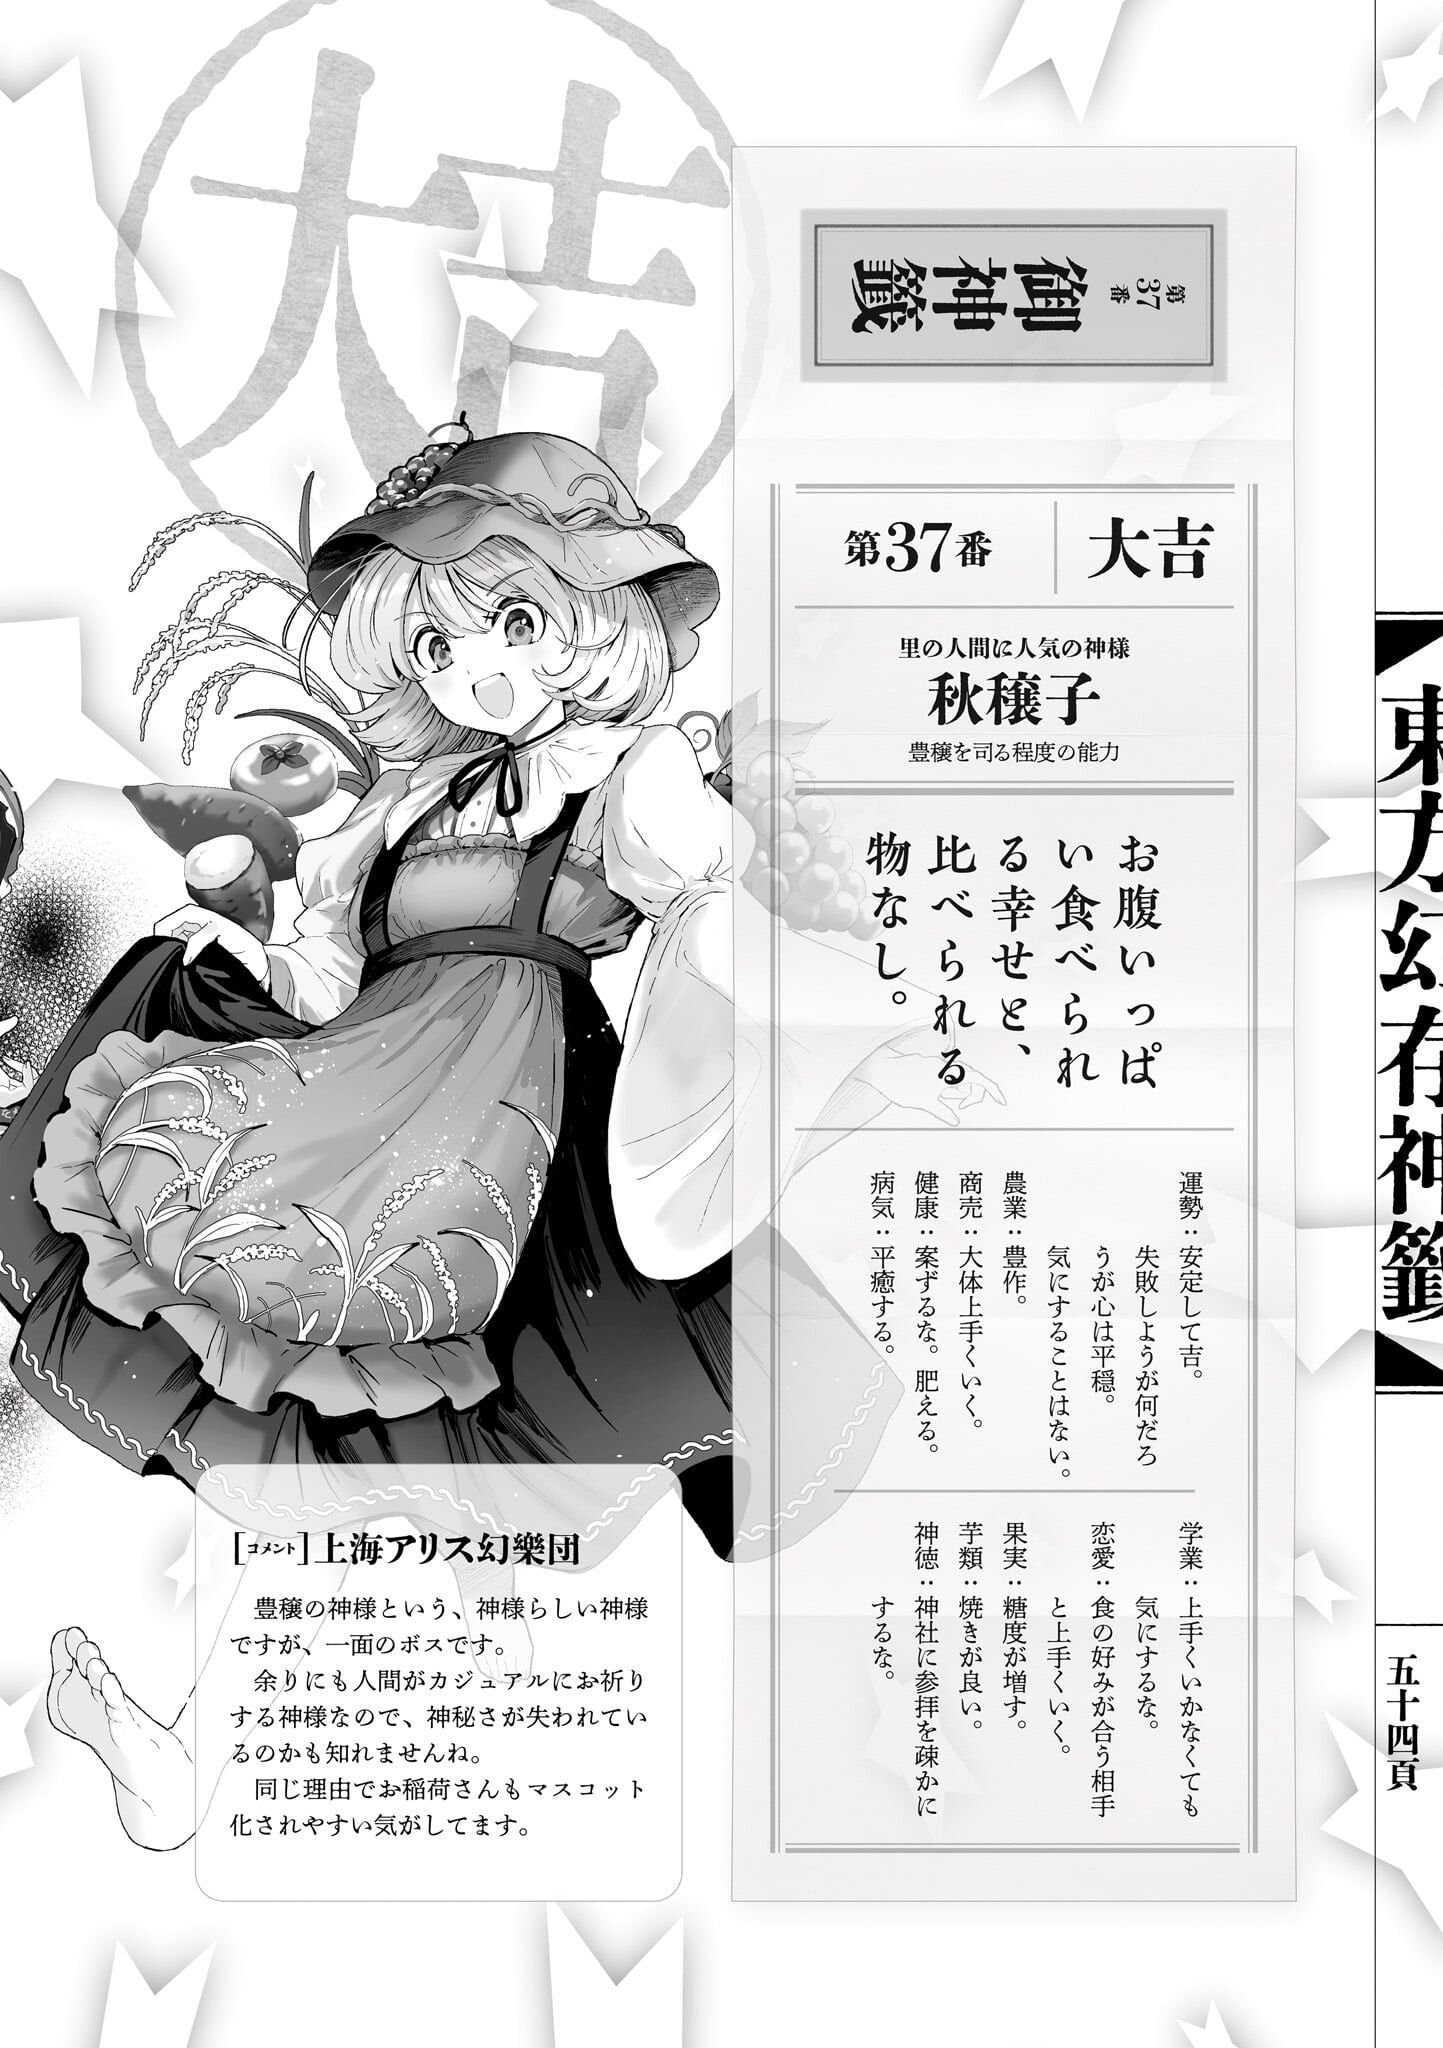 東方幻存神籤
五十四頁
大吉
御神籤
第37番
第37番
大吉
里の人間に人気の神様
秋穣子
豊穣を司る程度の能力
お腹いっぱ
い食べられ
る幸せと、
比べられる
物なし。
運勢：安定して吉。
失敗しようが何だろ
うが心は平穏。
気にすることはない。
農業：豊作。
商売：大体上手くいく。
健康：案ずるな。肥える。
病気：平癒する。
学業：上手くいかなくても
気にするな。
恋愛：食の好みが合う相手
と上手くいく。
果実：糖度が増す。
芋類：焼きが良い。
神徳：神社に参拝を疎かに
するな。
［コメント］上海アリス幻樂団
豊穣の神様という、神様らしい神様
ですが、一面のボスです。
余りにも人間がカジュアルにお祈り
する神様なので、神秘さが失われてい
るのかも知れませんね。
同じ理由でお稲荷さんもマスコット
化されやすい気がしてます。